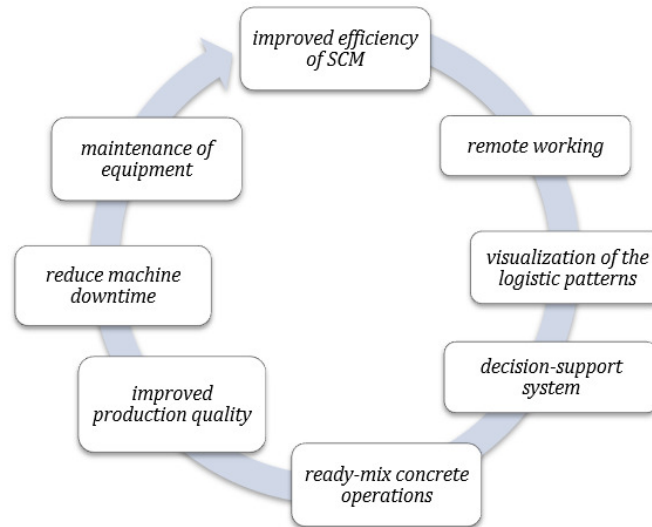 improved efficiency
of SCM
remote working
visualization of the
logistic patterns
decision-support
system
ready-mix concrete
operations
improved
production quality
reduce machine
downtime
maintenance of
equipment